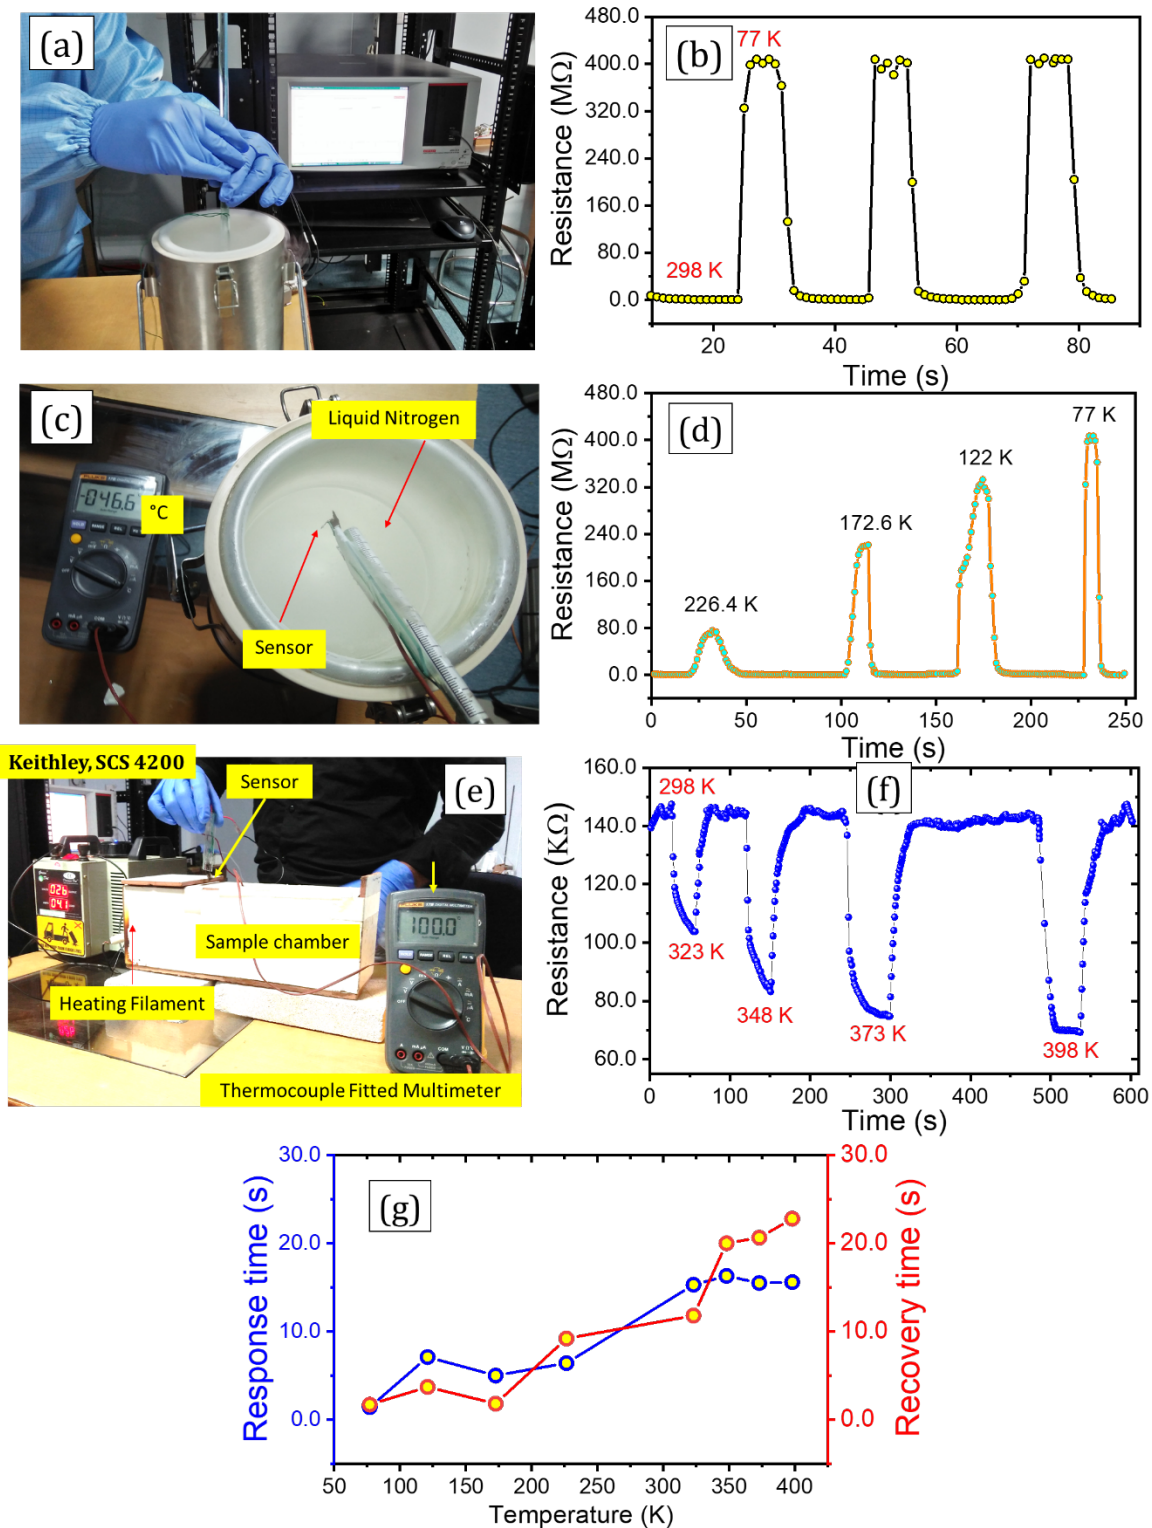 (a)
(b)
480.0
400.0
320.0
240.0
160.0
80.0
0.0
77 K
298 K
Resistance (MΩ)
20
40
60
80
Time (s)
(c)
Liquid Nitrogen
-046.6
°C
Sensor
(d)
480.0
400.0
320.0
240.0
160.0
80.0
0.0
77 K
122 K
172.6 K
226.4 K
Resistance (MΩ)
0
50
100
150
200
250
Time (s)
Keithley, SCS 4200
Sensor
(e)
026
04.1
100.0
Sample chamber
Heating Filament
COM
Thermocouple Fitted Multimeter
(f)
160.0
140.0
120.0
100.0
80.0
60.0
298 K
323 K
348 K
373 K
398 K
Resistance (KΩ)
0
100
200
300
400
500
600
Time (s)
(g)
30.0
20.0
10.0
0.0
Response time (s)
30.0
20.0
10.0
0.0
Recovery time (s)
50
100
150
200
250
300
350
400
Temperature (K)